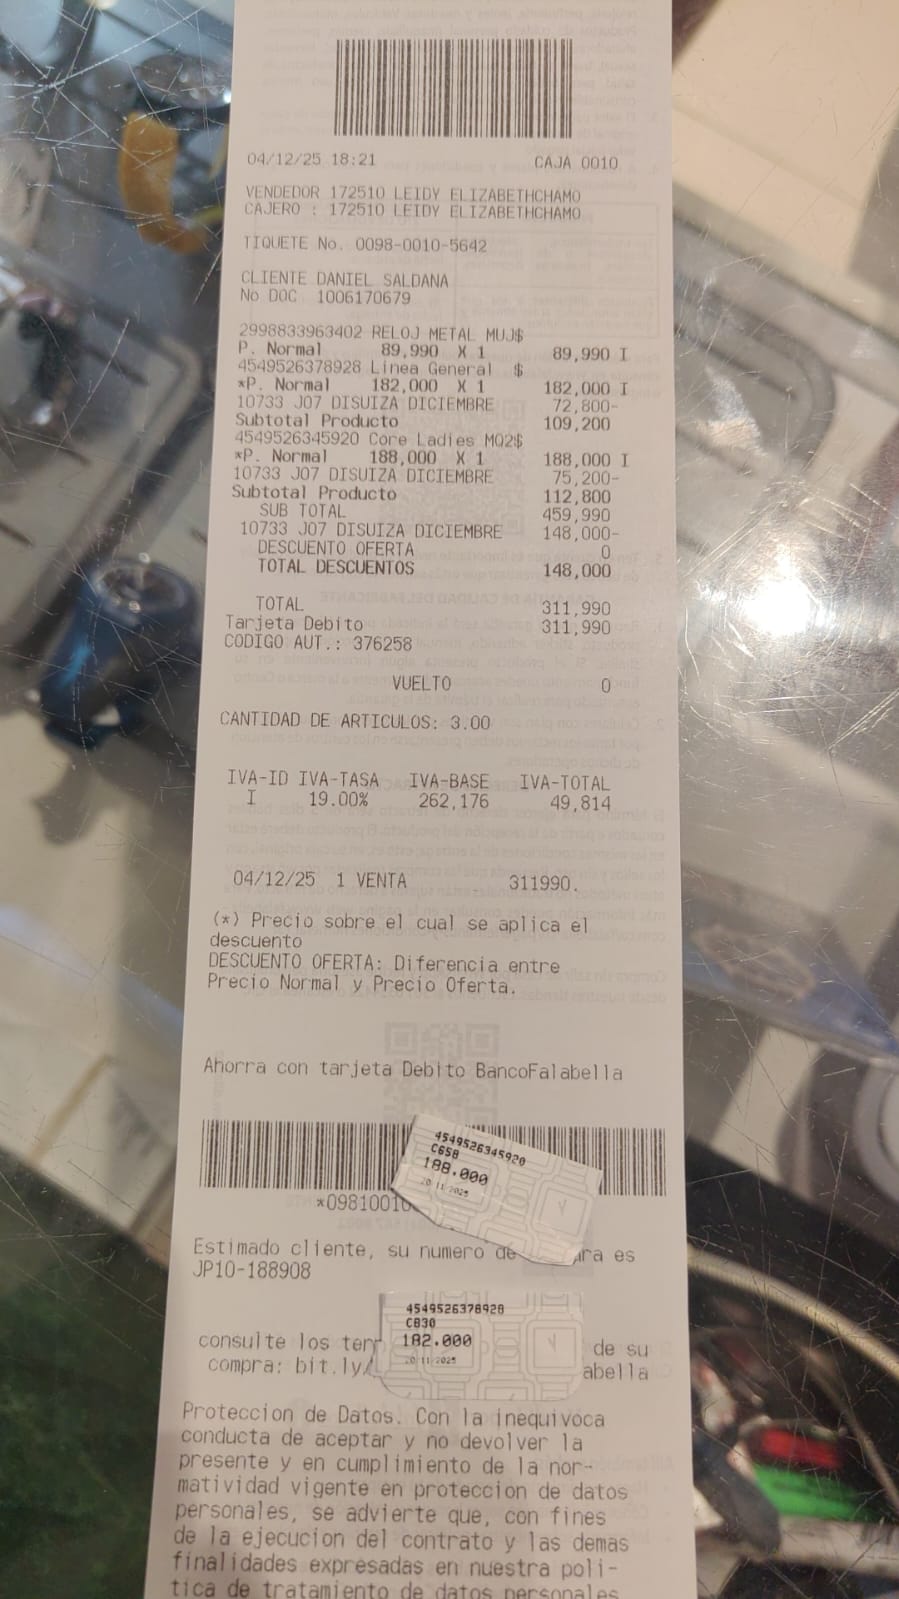 04/12/25 18:21 CAJA 0010
VENDEDOR 172510 LEIDY ELIZABETHCHAMO
CAJERO : 172510 LEIDY ELIZABETHCHAMO
TIQUETE No. 0098-0010-5642
CLIENTE DANIEL SALDANA
No DOC 1006170679
2998833963402 RELOJ METAL MUJ$
P. Normal 89,990 X 1 89,990 I
4549526378928 Linea General $
*P. Normal 182,000 X 1 182,000 I
10733 J07 DISUIZA DICIEMBRE 72,800-
Subtotal Producto 109,200
4549526345920 Core Ladies MQ2$
*P. Normal 188,000 X 1 188,000 I
10733 J07 DISUIZA DICIEMBRE 75,200-
Subtotal Producto 112,800
SUB TOTAL 459,990
10733 J07 DISUIZA DICIEMBRE 148,000-
DESCUENTO OFERTA 0
TOTAL DESCUENTOS 148,000
TOTAL 311,990
Tarjeta Debito 311,990
CODIGO AUT.: 376258
VUELTO 0
CANTIDAD DE ARTICULOS: 3.00
IVA-ID IVA-TASA IVA-BASE IVA-TOTAL
I 19.00% 262,176 49,814
04/12/25 1 VENTA 311990.
(*) Precio sobre el cual se aplica el
descuento
DESCUENTO OFERTA: Diferencia entre
Precio Normal y Precio Oferta.
Ahorra con tarjeta Debito BancoFalabella
4549526345920
C658
188.000
20 11 2025
*0981001
Estimado cliente, su numero de es
JP10-188908
4549526378928
C830
182.000
20 11 2025
consulte los de su
compra: bit.ly/
Proteccion de Datos. Con la inequivoca
conducta de aceptar y no devolver la
presente y en cumplimiento de la nor-
matividad vigente en proteccion de datos
personales, se advierte que, con fines
de la ejecucion del contrato y las demas
finalidades expresadas en nuestra poli-
tica de tratamiento de datos personales